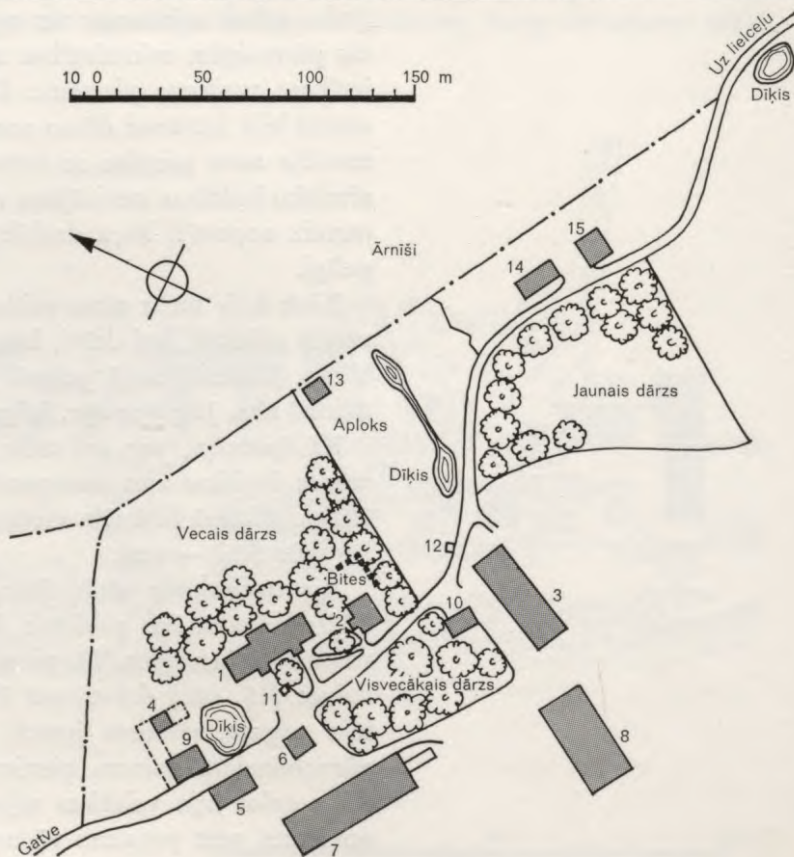 Uz lielceļu
10 0 50 100 150 m
Dīķis
Ārnīši
15
14
13
Jaunais dārzs
Aploks
Dīķis
Vecais dārzs
12
Bites
3
2
10
1
Visvecākais dārzs
11
4
Dīķis
8
9
6
5
Gatve
7